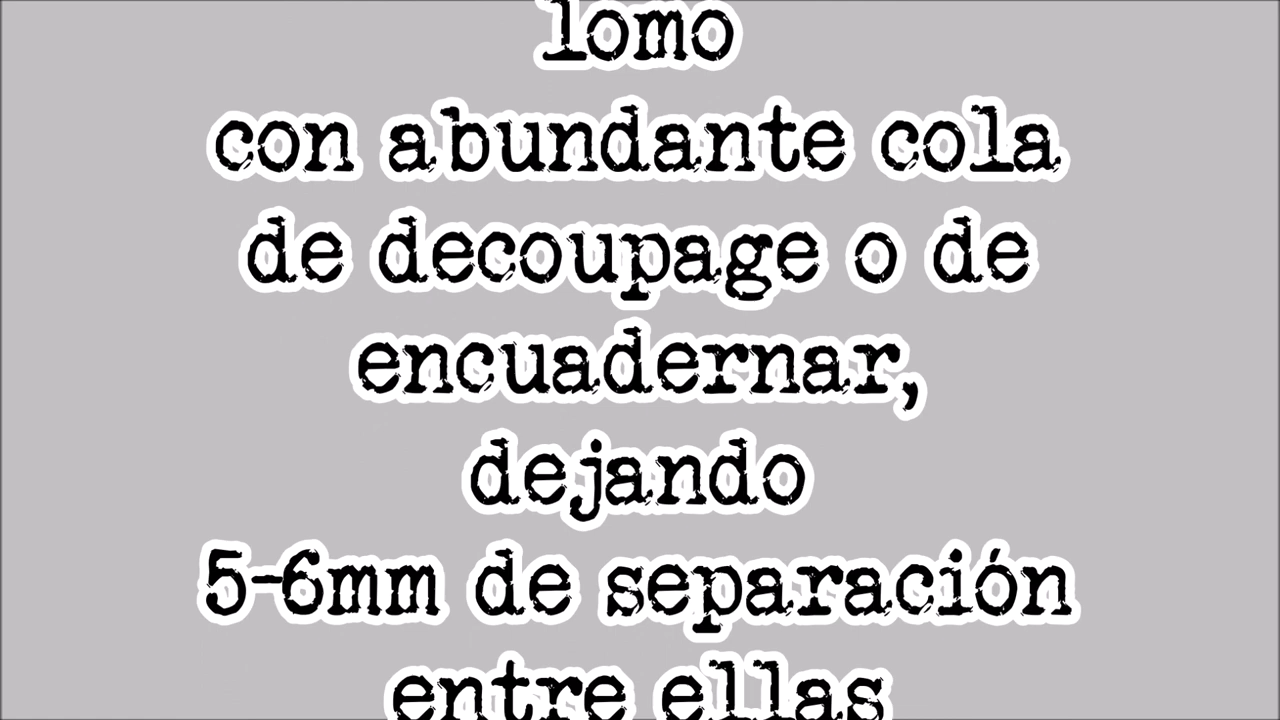 lomo
con abundante cola
de decoupage o de
encuadernar,
dejando
5-6mm de separación
entre ellas